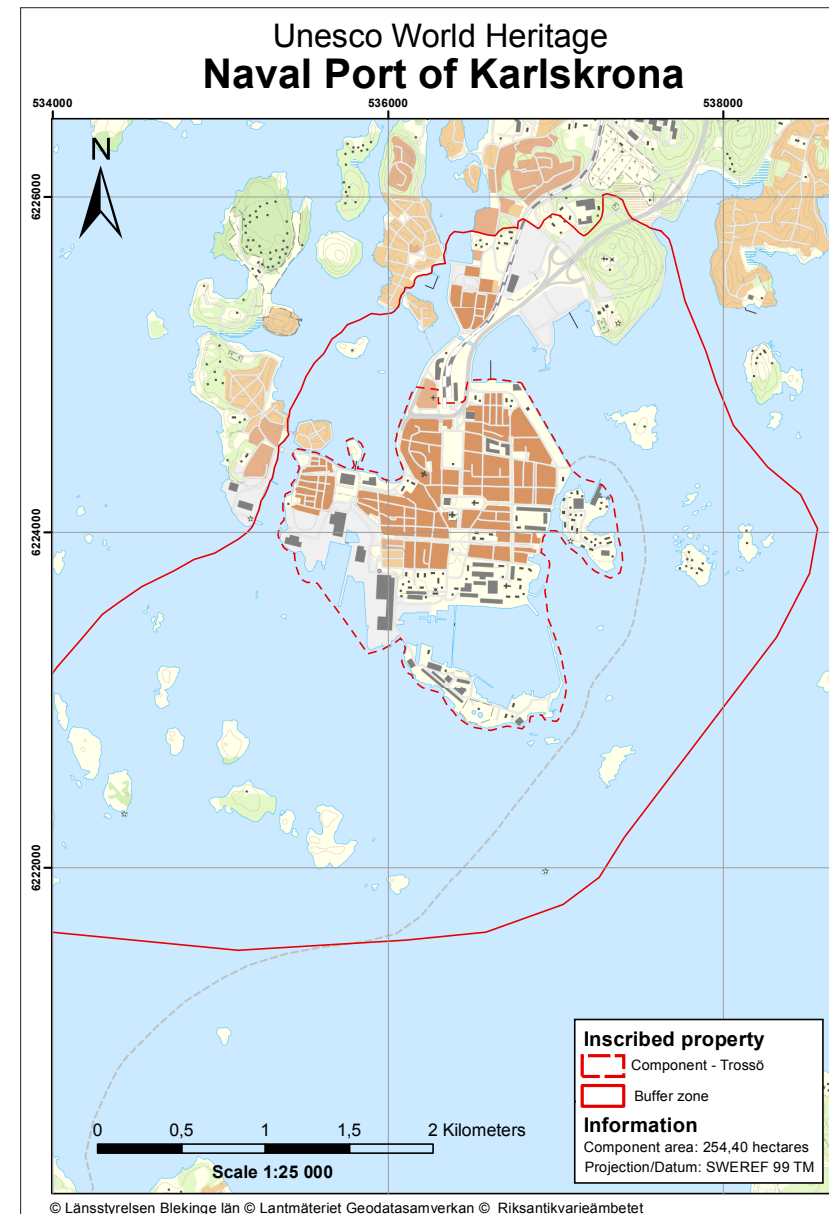 Unesco World Heritage
Naval Port of Karlskrona
534000
536000
538000
N
6226000
6224000
6222000
Inscribed property
Component - Trossö
Buffer zone
Information
Component area: 254,40 hectares
Projection/Datum: SWEREF 99 TM
0 0,5 1 1,5 2 Kilometers
Scale 1:25 000
© Länsstyrelsen Blekinge län © Lantmäteriet Geodatasamverkan © Riksantikvarieämbetet